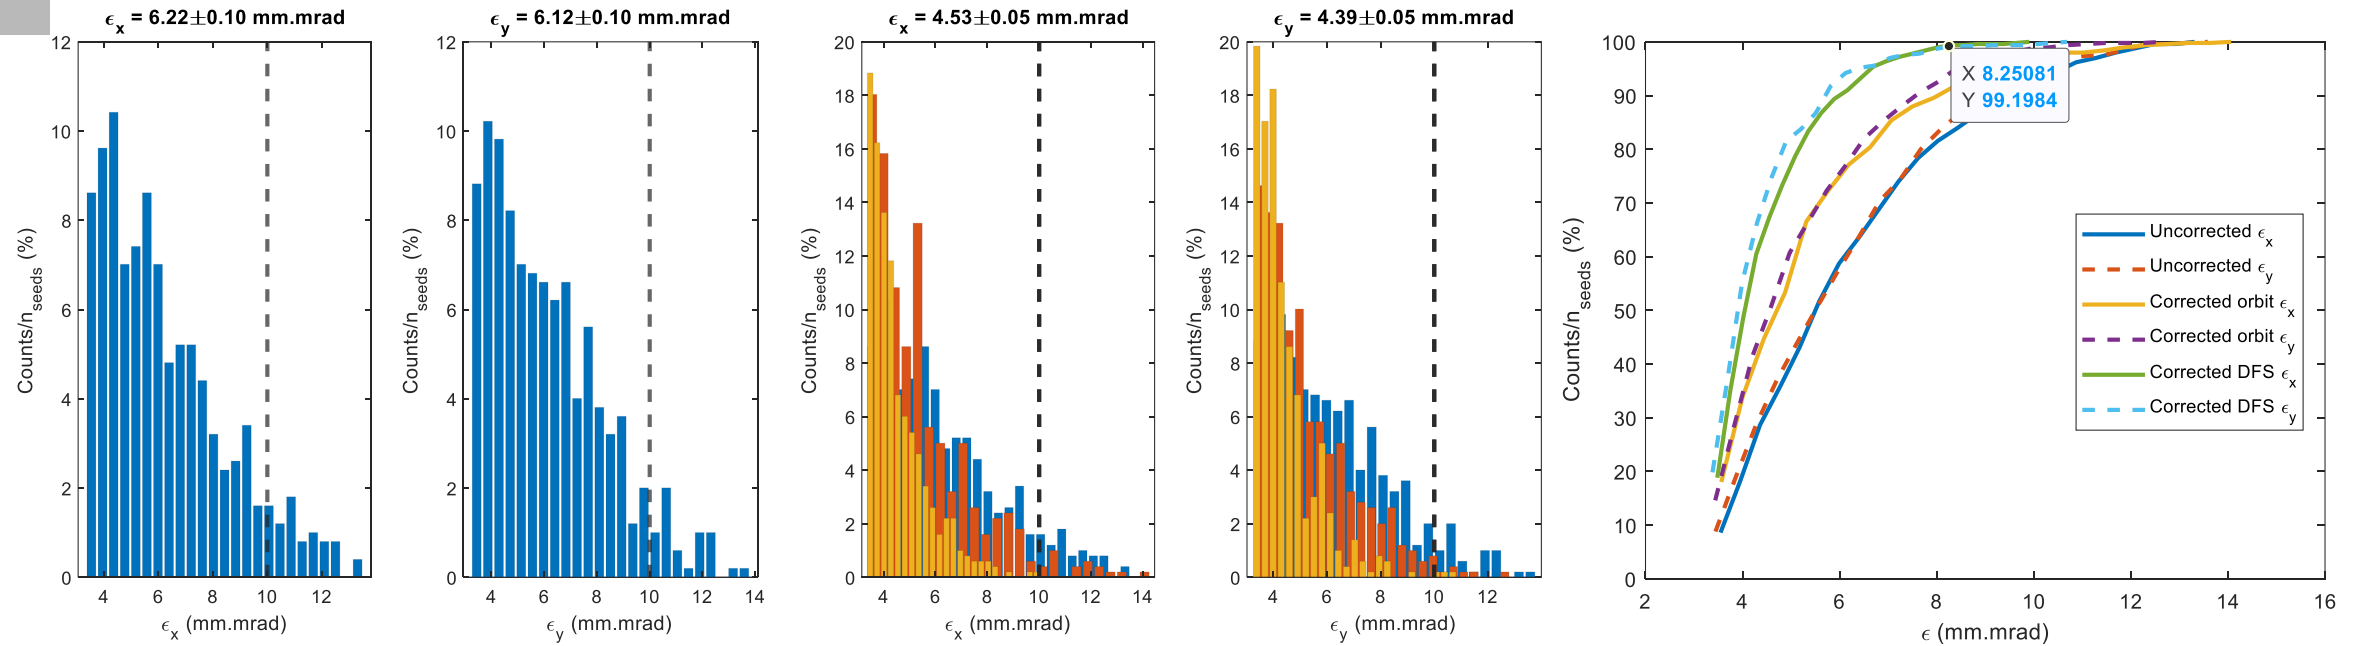 ϵx = 6.22±0.10 mm.mrad
12
10
8
6
4
2
0
Counts/nseeds (%)
4 6 8 10 12
ϵx (mm.mrad)
ϵy = 6.12±0.10 mm.mrad
12
10
8
6
4
2
0
Counts/nseeds (%)
4 6 8 10 12 14
ϵy (mm.mrad)
ϵx = 4.53±0.05 mm.mrad
20
18
16
14
12
10
8
6
4
2
0
Counts/nseeds (%)
4 6 8 10 12 14
ϵx (mm.mrad)
ϵy = 4.39±0.05 mm.mrad
20
18
16
14
12
10
8
6
4
2
0
Counts/nseeds (%)
4 6 8 10 12
ϵy (mm.mrad)
100
90
80
70
60
50
40
30
20
10
0
Counts/nseeds (%)
X 8.25081
Y 99.1984
Uncorrected ϵx
Uncorrected ϵy
Corrected orbit ϵx
Corrected orbit ϵy
Corrected DFS ϵx
Corrected DFS ϵy
2 4 6 8 10 12 14 16
ϵ (mm.mrad)